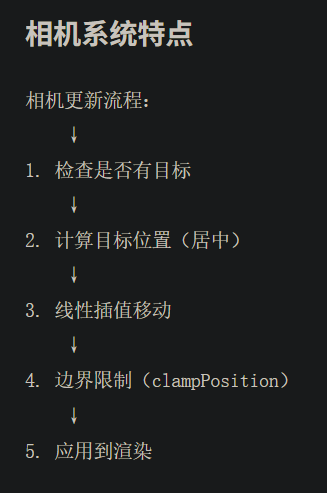 相机系统特点
相机更新流程：
↓
1. 检查是否有目标
↓
2. 计算目标位置（居中）
↓
3. 线性插值移动
↓
4. 边界限制（clampPosition）
↓
5. 应用到渲染